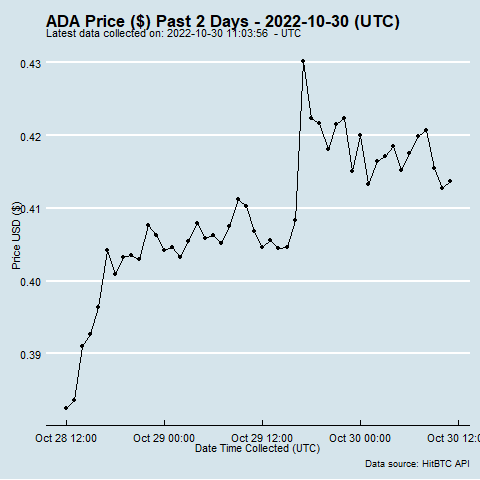 ADA Price ($) Past 2 Days - 2022-10-30 (UTC)
Latest data collected on: 2022-10-30 11:03:56  - UTC
0.43
0.42
0.41
0.40
0.39
Price USD ($)
Oct 28 12:00 Oct 29 00:00 Oct 29 12:00 Oct 30 00:00 Oct 30 12:
Date Time Collected (UTC)
Data source: HitBTC API